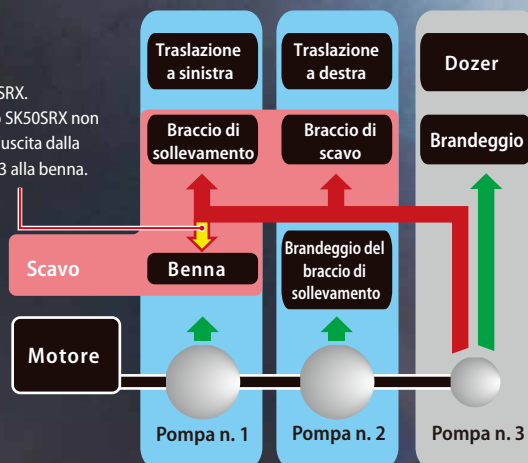 SRX.
SK50SRX non
uscita dalla
3 alla benna.
Traslazione
a sinistra
Traslazione
a destra
Dozer
Braccio di
sollevamento
Braccio di
scavo
Brandeggio
Scavo
Benna
Brandeggio del
braccio di
sollevamento
Motore
Pompa n. 1
Pompa n. 2
Pompa n. 3